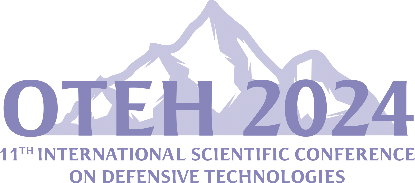 OTEH 2024
11TH INTERNATIONAL SCIENTIFIC CONFERENCE
ON DEFENSIVE TECHNOLOGIES